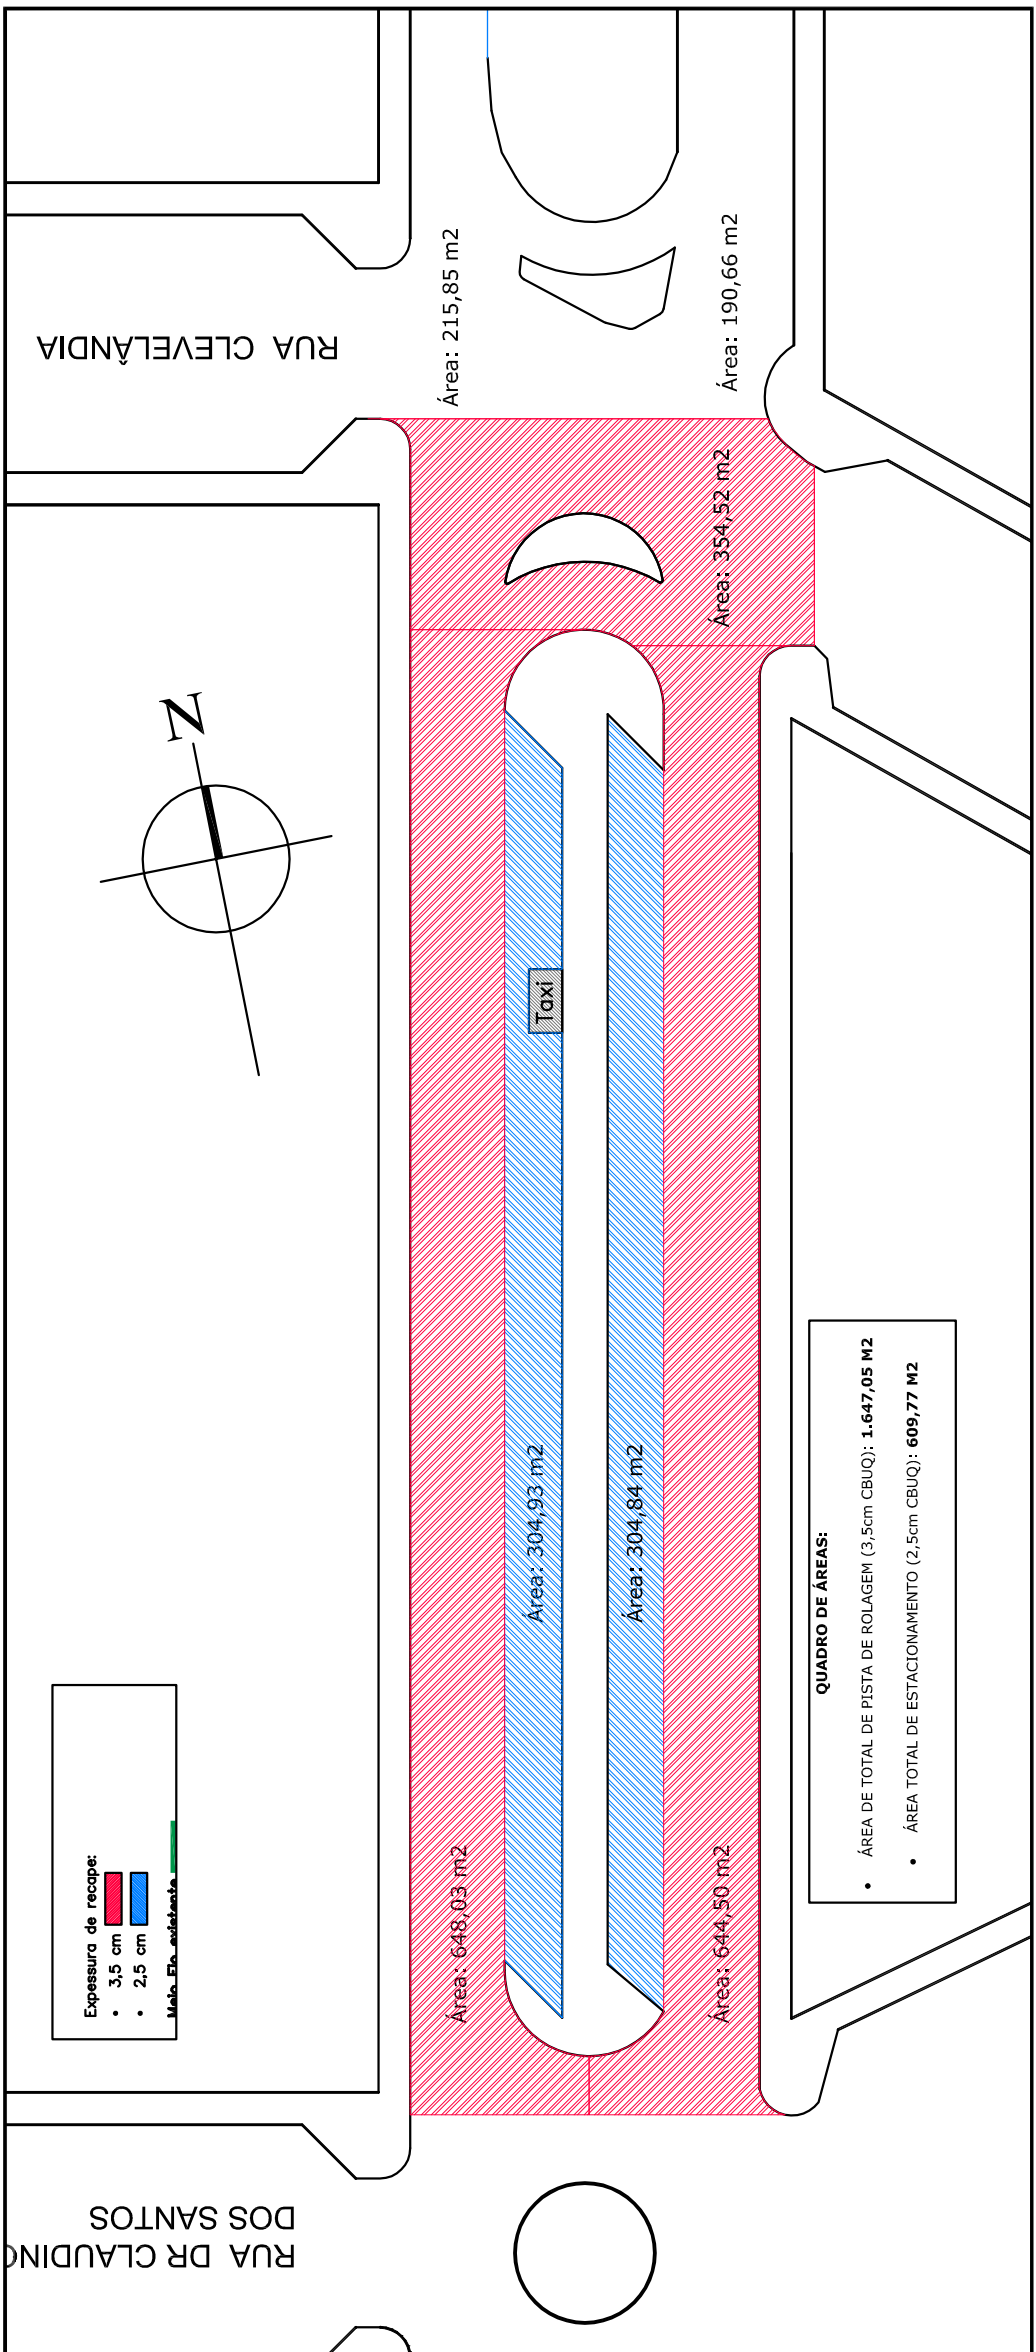 RUA CLEVELÂNDIA
Área: 215,85 m2
Área: 190,66 m2
Área: 354,52 m2
N
Taxi
Área: 304,93 m2
Área: 304,84 m2
Área: 648,03 m2
Área: 644,50 m2
Expessura de recape:
• 3,5 cm
• 2,5 cm
Meio Fio existente
QUADRO DE ÁREAS:
• ÁREA DE TOTAL DE PISTA DE ROLAGEM (3,5cm CBUQ): 1.647,05 M2
• ÁREA TOTAL DE ESTACIONAMENTO (2,5cm CBUQ): 609,77 M2
RUA DR CLAUDINO
DOS SANTOS